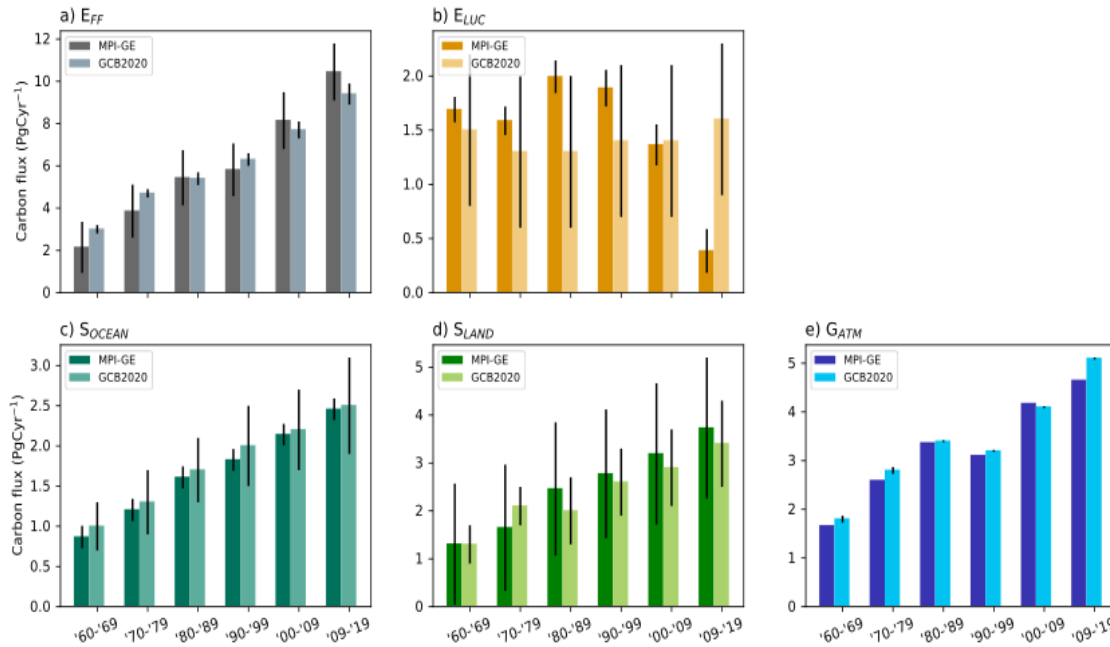 a) E_FF
MPI-GE
GCB2020
Carbon flux (PgCyr⁻¹)
12
10
8
6
4
2
0
b) E_LUC
MPI-GE
GCB2020
2.0
1.5
1.0
0.5
0.0
c) S_OCEAN
MPI-GE
GCB2020
Carbon flux (PgCyr⁻¹)
3.0
2.5
2.0
1.5
1.0
0.5
0.0
'60-'69
'70-'79
'80-'89
'90-'99
'00-'09
'09-'19
d) S_LAND
MPI-GE
GCB2020
5
4
3
2
1
0
'60-'69
'70-'79
'80-'89
'90-'99
'00-'09
'09-'19
e) G_ATM
MPI-GE
GCB2020
5
4
3
2
1
0
'60-'69
'70-'79
'80-'89
'90-'99
'00-'09
'09-'19